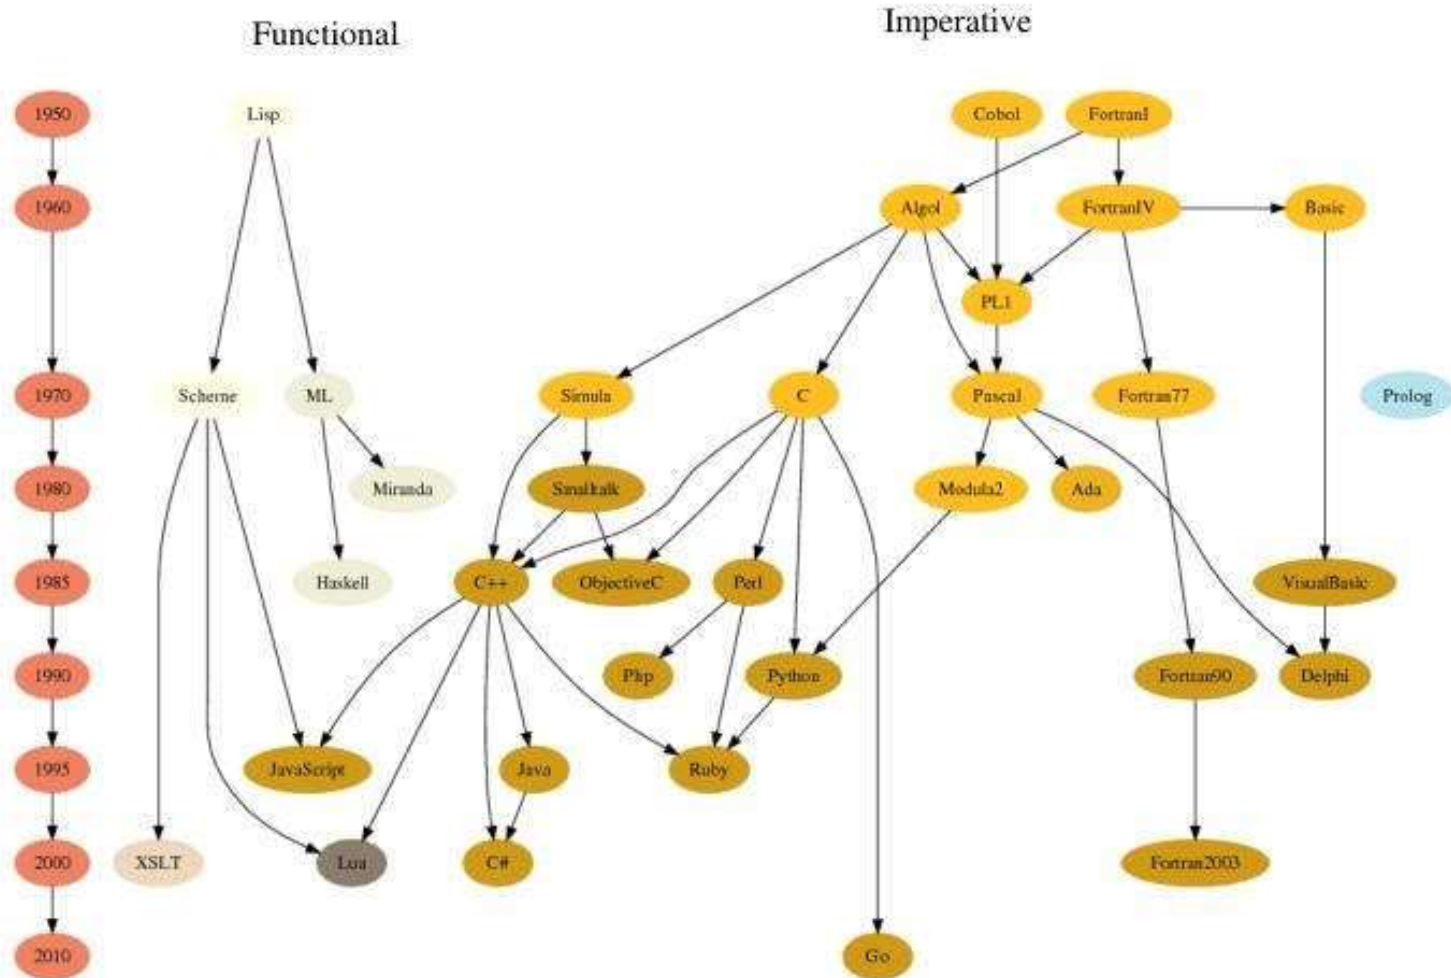 Functional
Imperative
1950
Lisp
Cobol
FortranI
1960
Algol
FortranIV
Basic
PL1
1970
Scheme
ML
Simula
C
Pascal
Fortran77
Prolog
1980
Miranda
Smalltalk
Modula2
Ada
1985
Haskell
C++
ObjectiveC
Perl
VisualBasic
1990
Php
Python
Fortran90
Delphi
1995
JavaScript
Java
Ruby
2000
XSLT
Lua
C#
Fortran2003
2010
Go